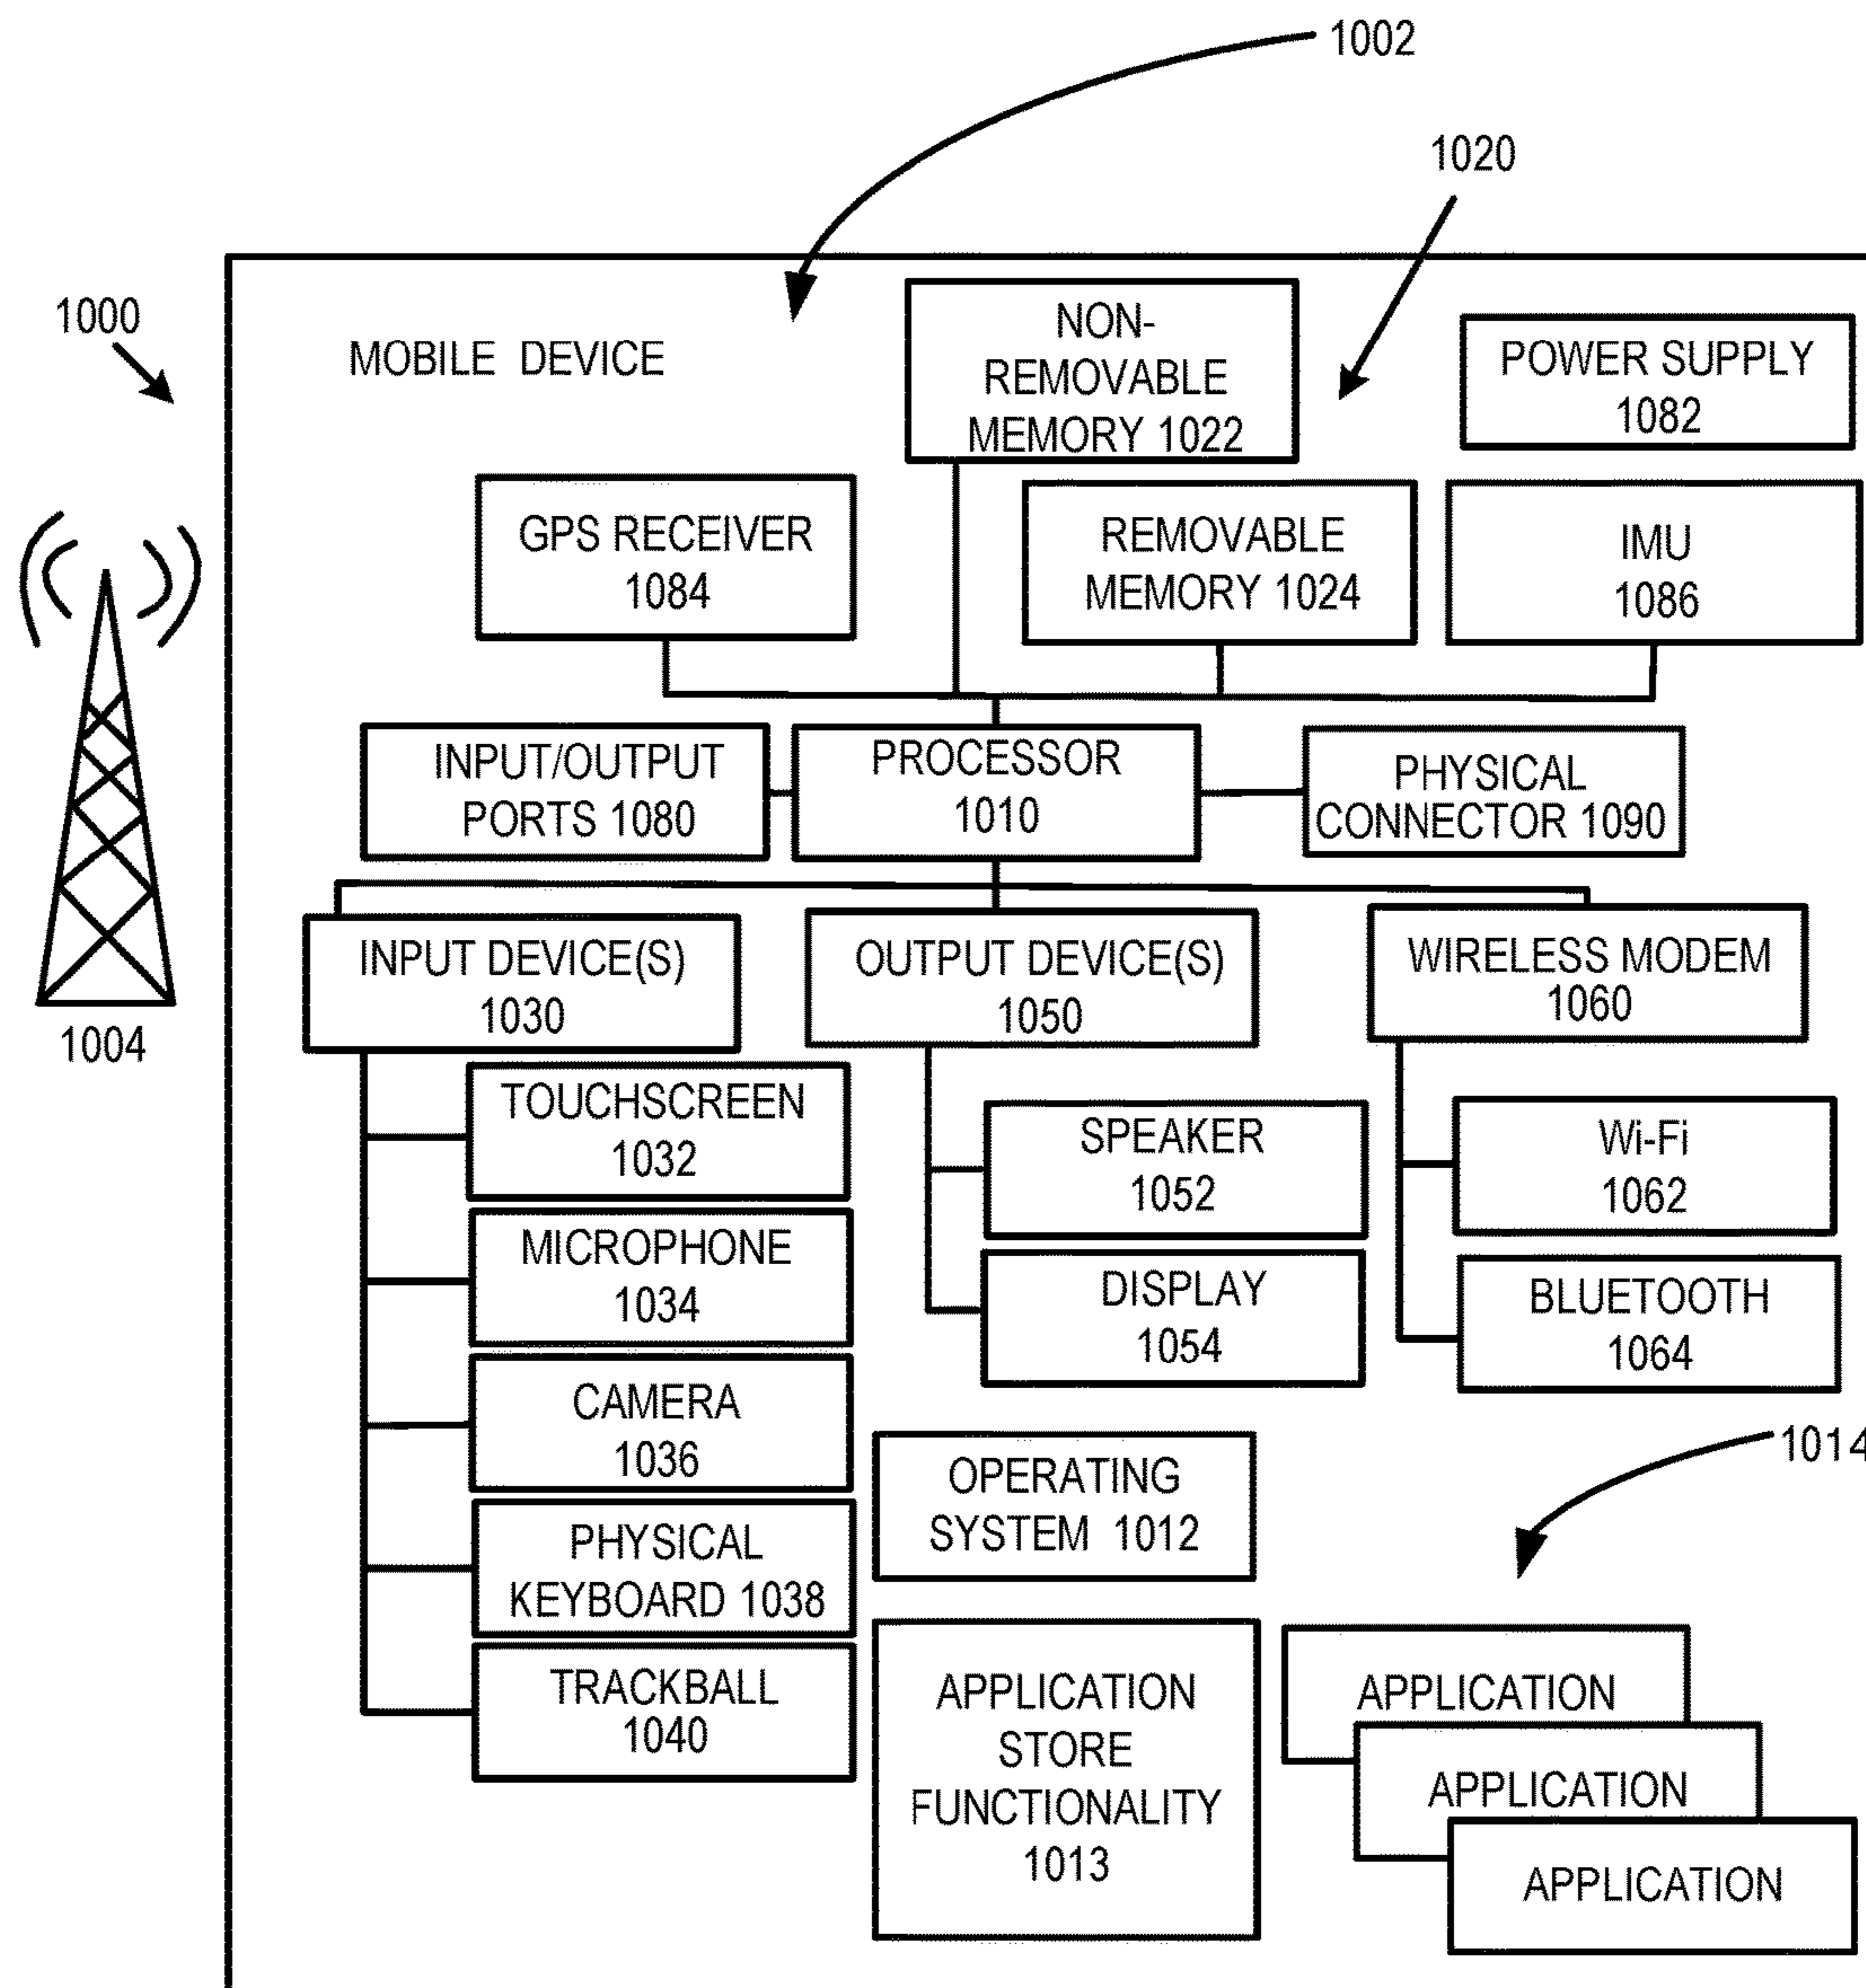 1002
1020
1000
MOBILE DEVICE
NON-
REMOVABLE
MEMORY 1022
POWER SUPPLY
1082
GPS RECEIVER
1084
REMOVABLE
MEMORY 1024
IMU
1086
INPUT/OUTPUT
PORTS 1080
PROCESSOR
1010
PHYSICAL
CONNECTOR 1090
1004
INPUT DEVICE(S)
1030
OUTPUT DEVICE(S)
1050
WIRELESS MODEM
1060
TOUCHSCREEN
1032
MICROPHONE
1034
CAMERA
1036
PHYSICAL
KEYBOARD 1038
TRACKBALL
1040
SPEAKER
1052
DISPLAY
1054
Wi-Fi
1062
BLUETOOTH
1064
OPERATING
SYSTEM 1012
APPLICATION
STORE
FUNCTIONALITY
1013
1014
APPLICATION
APPLICATION
APPLICATION